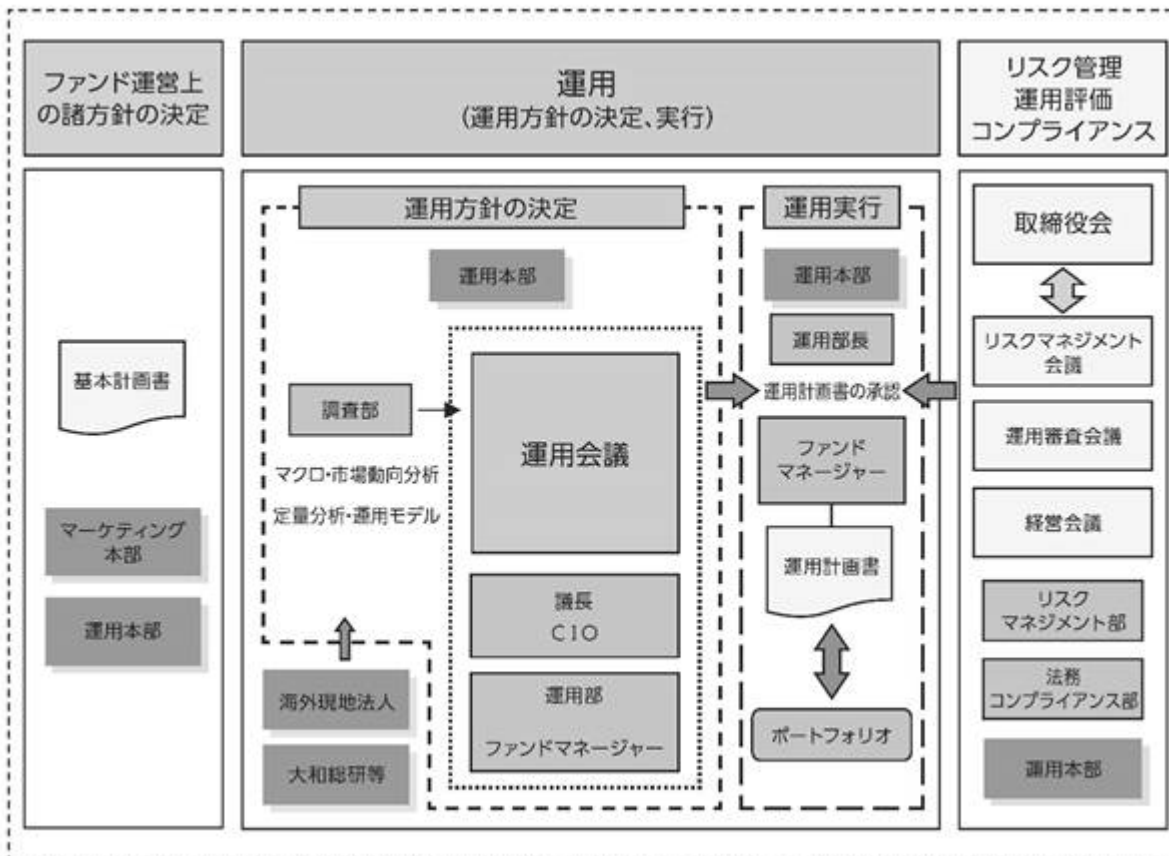 ファンド運営上
の諸方針の決定
基本計画書
マーケティング
本部
運用本部
運用
(運用方針の決定、実行)
運用方針の決定
運用本部
調査部
マクロ・市場動向分析
定量分析・運用モデル
運用会議
議長
CIO
運用部
ファンドマネージャー
海外現地法人
大和総研等
運用実行
運用本部
運用部長
運用計画書の承認
ファンド
マネージャー
運用計画書
ポートフォリオ
リスク管理
運用評価
コンプライアンス
取締役会
リスクマネジメント
会議
運用審査会議
経営会議
リスク
マネジメント部
法務
コンプライアンス部
運用本部